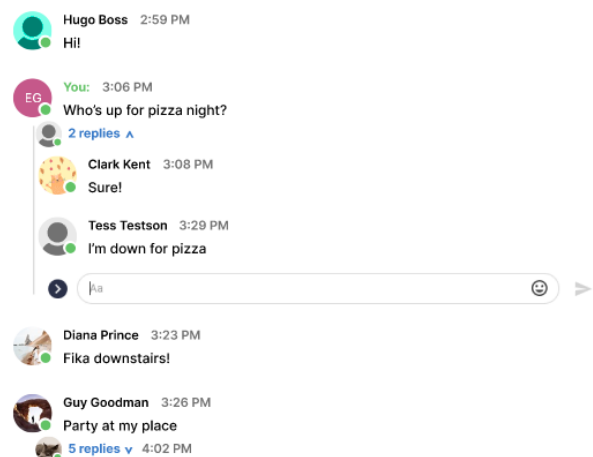 Hugo Boss 2:59 PM
Hi!
EG
You: 3:06 PM
Who's up for pizza night?
2 replies
Clark Kent 3:08 PM
Sure!
Tess Testson 3:29 PM
I'm down for pizza
Aa
Diana Prince 3:23 PM
Fika downstairs!
Guy Goodman 3:26 PM
Party at my place
5 replies 4:02 PM